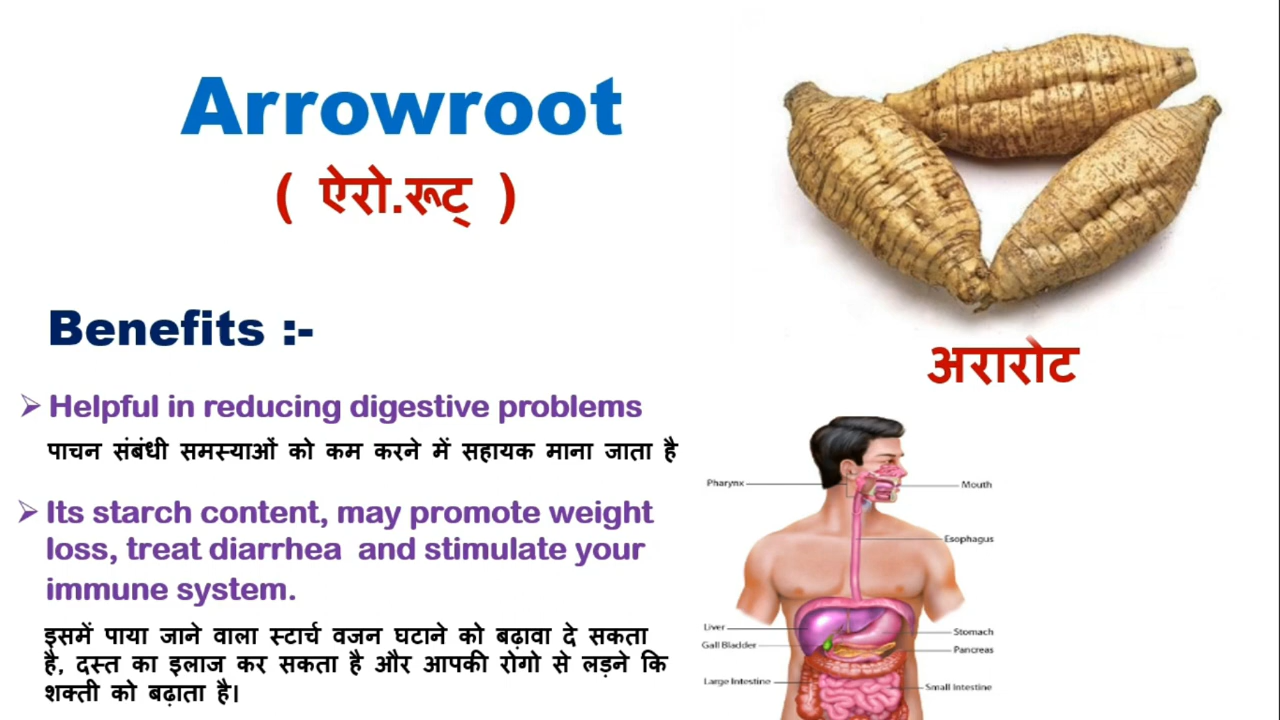 Arrowroot
( ऐरो.रूट् )
अरारोट
Benefits :-
➢ Helpful in reducing digestive problems
पाचन संबंधी समस्याओं को कम करने में सहायक माना जाता है
➢ Its starch content, may promote weight
loss, treat diarrhea and stimulate your
immune system.
इसमें पाया जाने वाला स्टार्च वजन घटाने को बढ़ावा दे सकता
है, दस्त का इलाज कर सकता है और आपकी रोगो से लड़ने कि
शक्ती को बढ़ाता है।
Pharynx
Mouth
Esophagus
Liver
Stomach
Gall Bladder
Pancreas
Large Intestine
Small Intestine